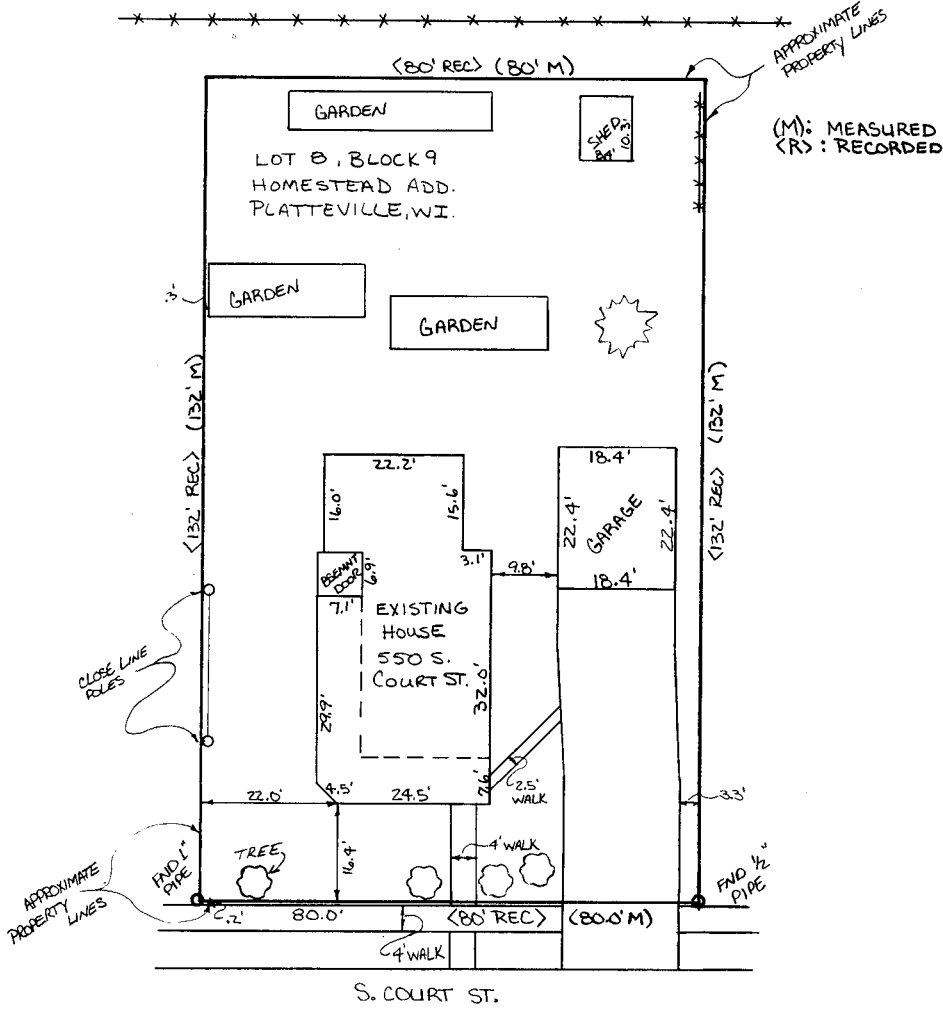 APPROXIMATE
PROPERTY LINES
<80' REC> (80' M)
(M): MEASURED
<R>: RECORDED
GARDEN
SHED
8.4'
10.3'
LOT 8, BLOCK 9
HOMESTEAD ADD.
PLATTEVILLE, WI.
.3'
GARDEN
GARDEN
<132' REC> (132' M)
<132' REC> (132' M)
22.2'
16.0'
15.6'
3.1'
18.4'
22.4'
GARAGE
22.4'
18.4'
9.8'
BSEMNT
DOOR
6.9'
7.1'
EXISTING
HOUSE
550 S.
COURT ST.
32.0'
29.9'
CLOSE LINE
POLES
7.6'
2.5'
WALK
4.5'
24.5'
22.0'
3.3'
16.4'
4' WALK
TREE
FND 1"
PIPE
FND 1/2"
PIPE
APPROXIMATE
PROPERTY
LINES
.2'
80.0'
<80' REC> (80.0' M)
4' WALK
S. COURT ST.